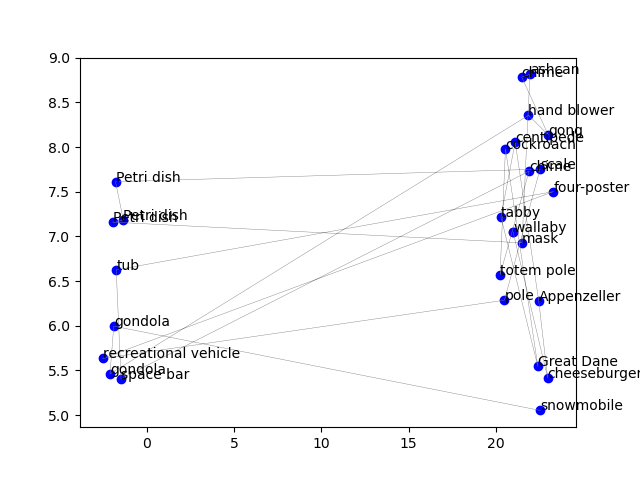 9.0
ashcan
chime
8.5
hand blower
gong
centipede
cockroach
8.0
scale
chime
Petri dish
four-poster
7.5
Petri dish
Petri dish
tabby
wallaby
7.0
mask
tub
totem pole
6.5
pole
Appenzeller
gondola
6.0
recreational vehicle
Great Dane
gondola
space bar
cheeseburger
5.5
snowmobile
5.0
0
5
10
15
20